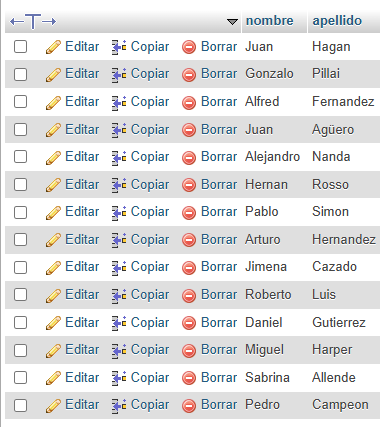 nombre apellido
Editar Copiar Borrar Juan Hagan
Editar Copiar Borrar Gonzalo Pillai
Editar Copiar Borrar Alfred Fernandez
Editar Copiar Borrar Juan Agüero
Editar Copiar Borrar Alejandro Nanda
Editar Copiar Borrar Hernan Rosso
Editar Copiar Borrar Pablo Simon
Editar Copiar Borrar Arturo Hernandez
Editar Copiar Borrar Jimena Cazado
Editar Copiar Borrar Roberto Luis
Editar Copiar Borrar Daniel Gutierrez
Editar Copiar Borrar Miguel Harper
Editar Copiar Borrar Sabrina Allende
Editar Copiar Borrar Pedro Campeon